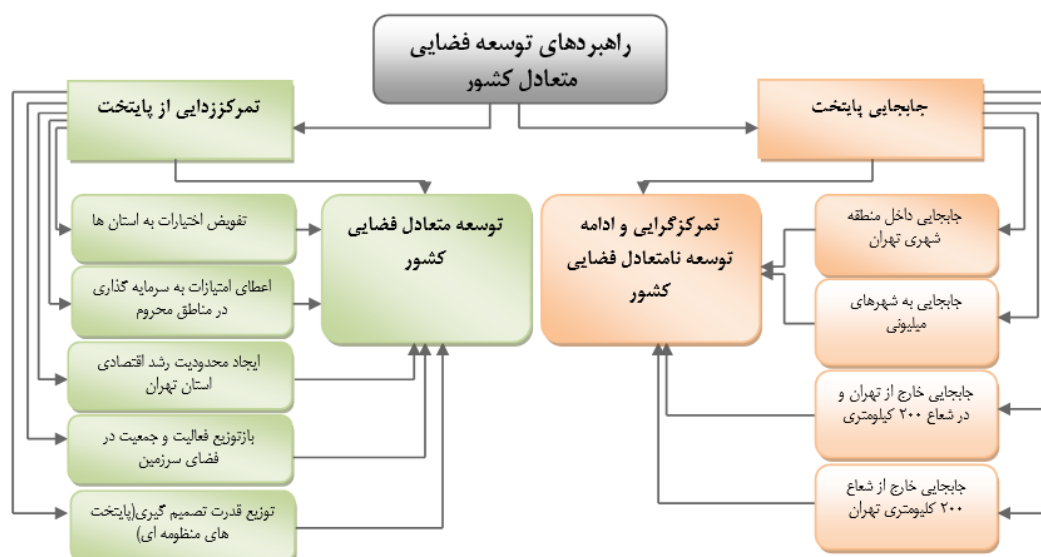 راهبردهای توسعه فضایی
متعادل کشور
جابجایی پایتخت
تمرکززدایی از پایتخت
جابجایی داخل منطقه
شهری تهران
جابجایی به شهرهای
میلیونی
جابجایی خارج از تهران و
در شعاع ۲۰۰ کیلومتری
جابجایی خارج از شعاع
۲۰۰ کلیومتری تهران
تمرکزگرایی و ادامه
توسعه نامتعادل فضایی
کشور
توسعه متعادل فضایی
کشور
تفویض اختیارات به استان ها
اعطای امتیازات به سرمایه گذاری
در مناطق محروم
ایجاد محدودیت رشد اقتصادی
استان تهران
بازتوزیع فعالیت و جمعیت در
فضای سرزمین
توزیع قدرت تصمیم گیری(پایتخت
های منظومه ای)